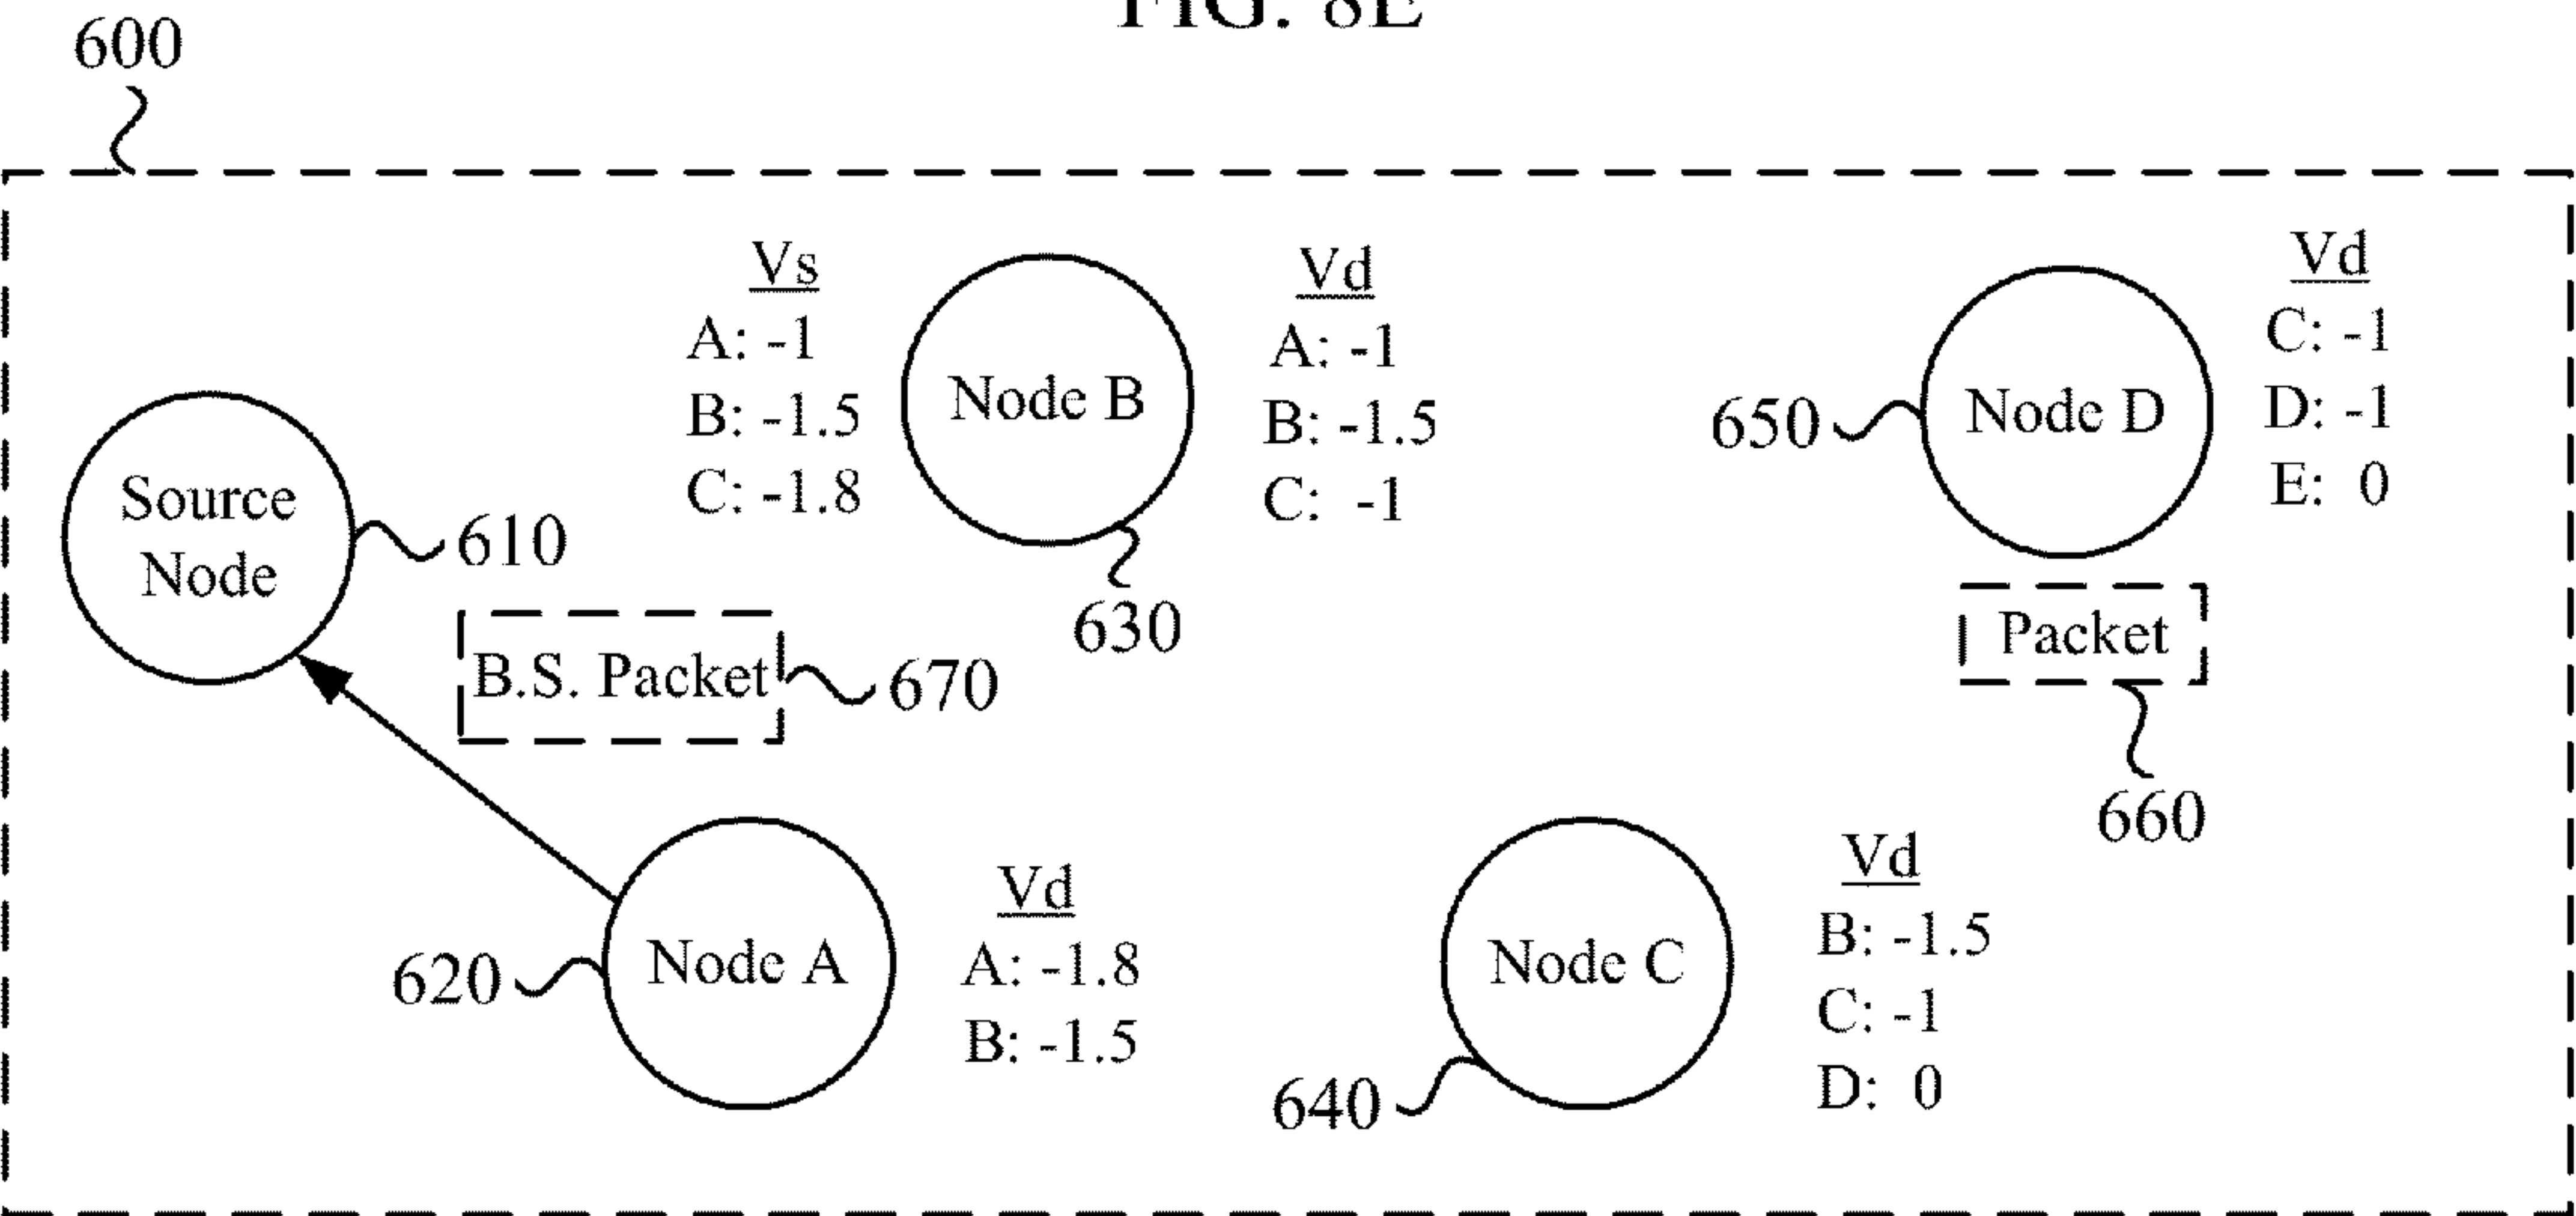 FIG. 8E
600
Vs
A: -1
B: -1.5
C: -1.8
Node B
Vd
A: -1
B: -1.5
C: -1
630
Node D
650
Vd
C: -1
D: -1
E: 0
Source
Node
610
B.S. Packet
670
Packet
660
Node A
620
Vd
A: -1.8
B: -1.5
Node C
640
Vd
B: -1.5
C: -1
D: 0